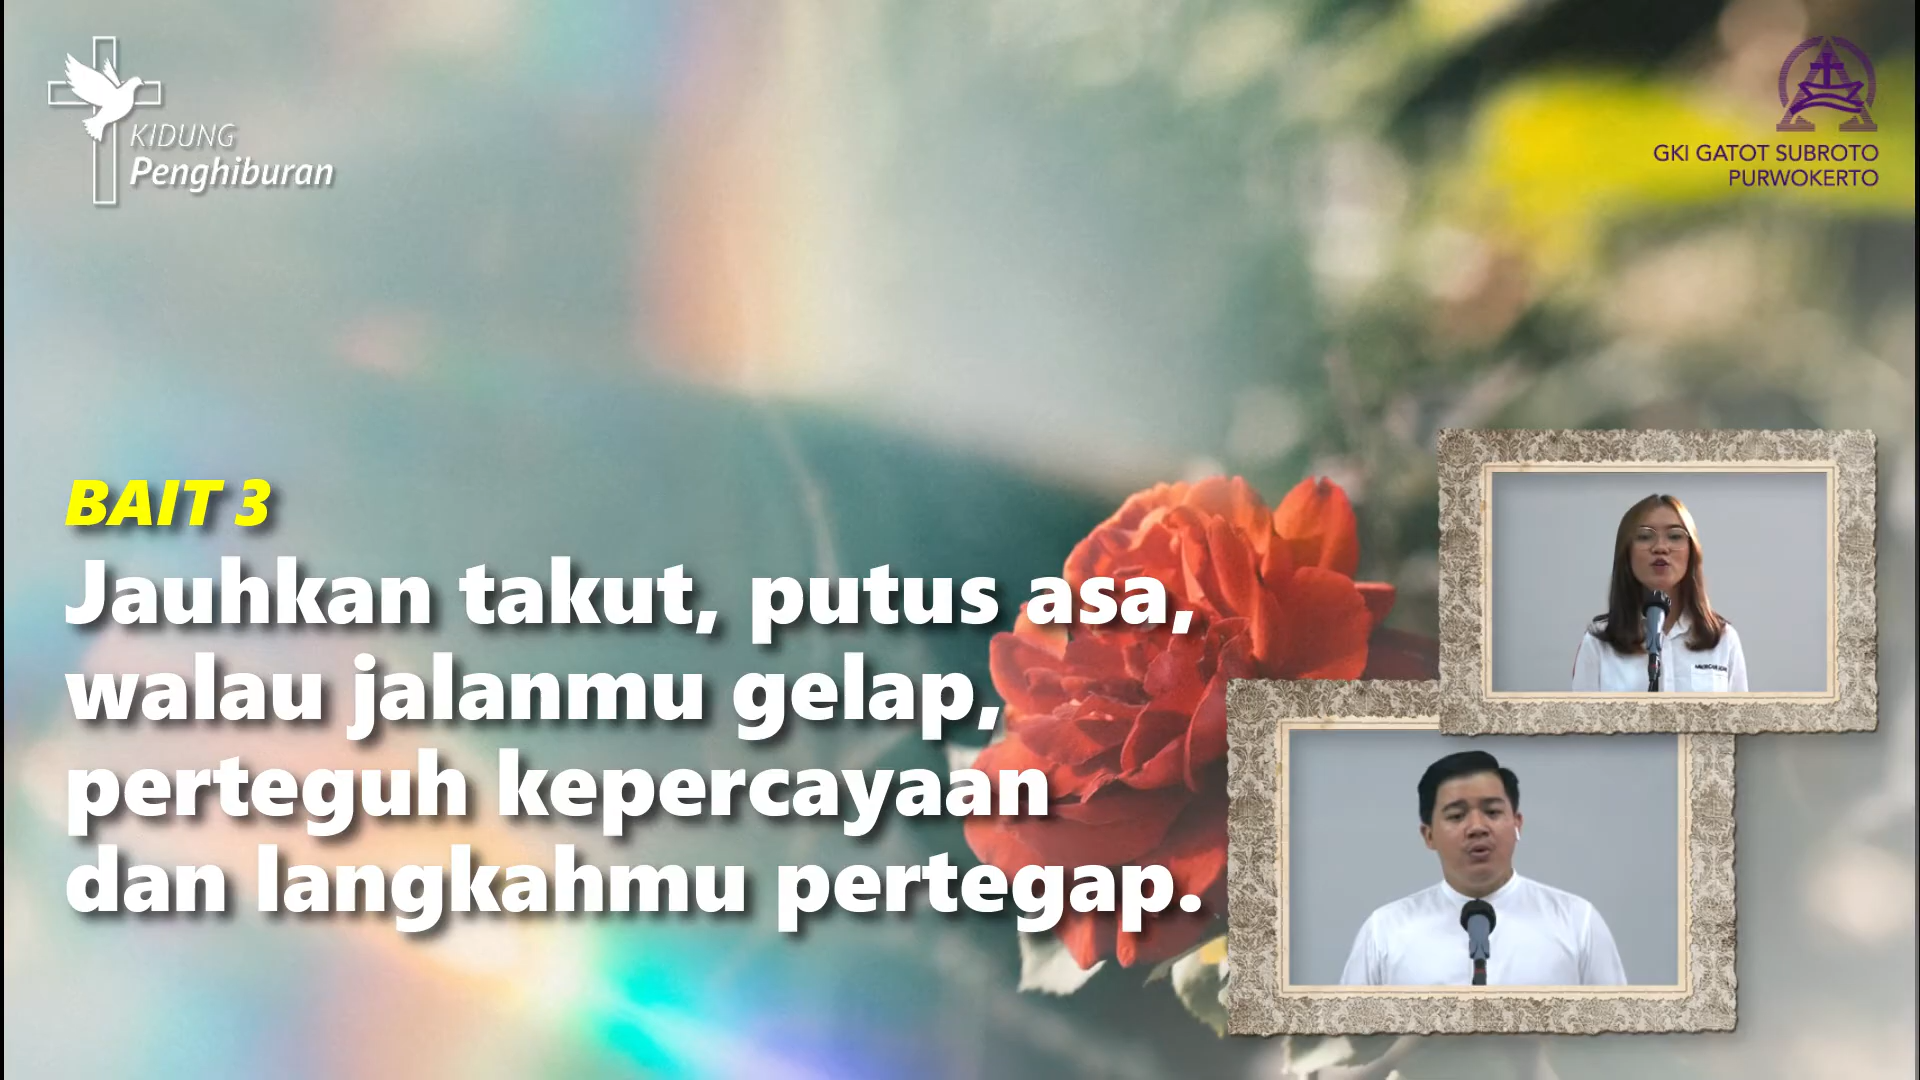 KIDUNG
Penghiburan
GKI GATOT SUBROTO
PURWOKERTO
BAIT 3
Jauhkan takut, putus asa,
walau jalanmu gelap,
perteguh kepercayaan
dan langkahmu pertegap.